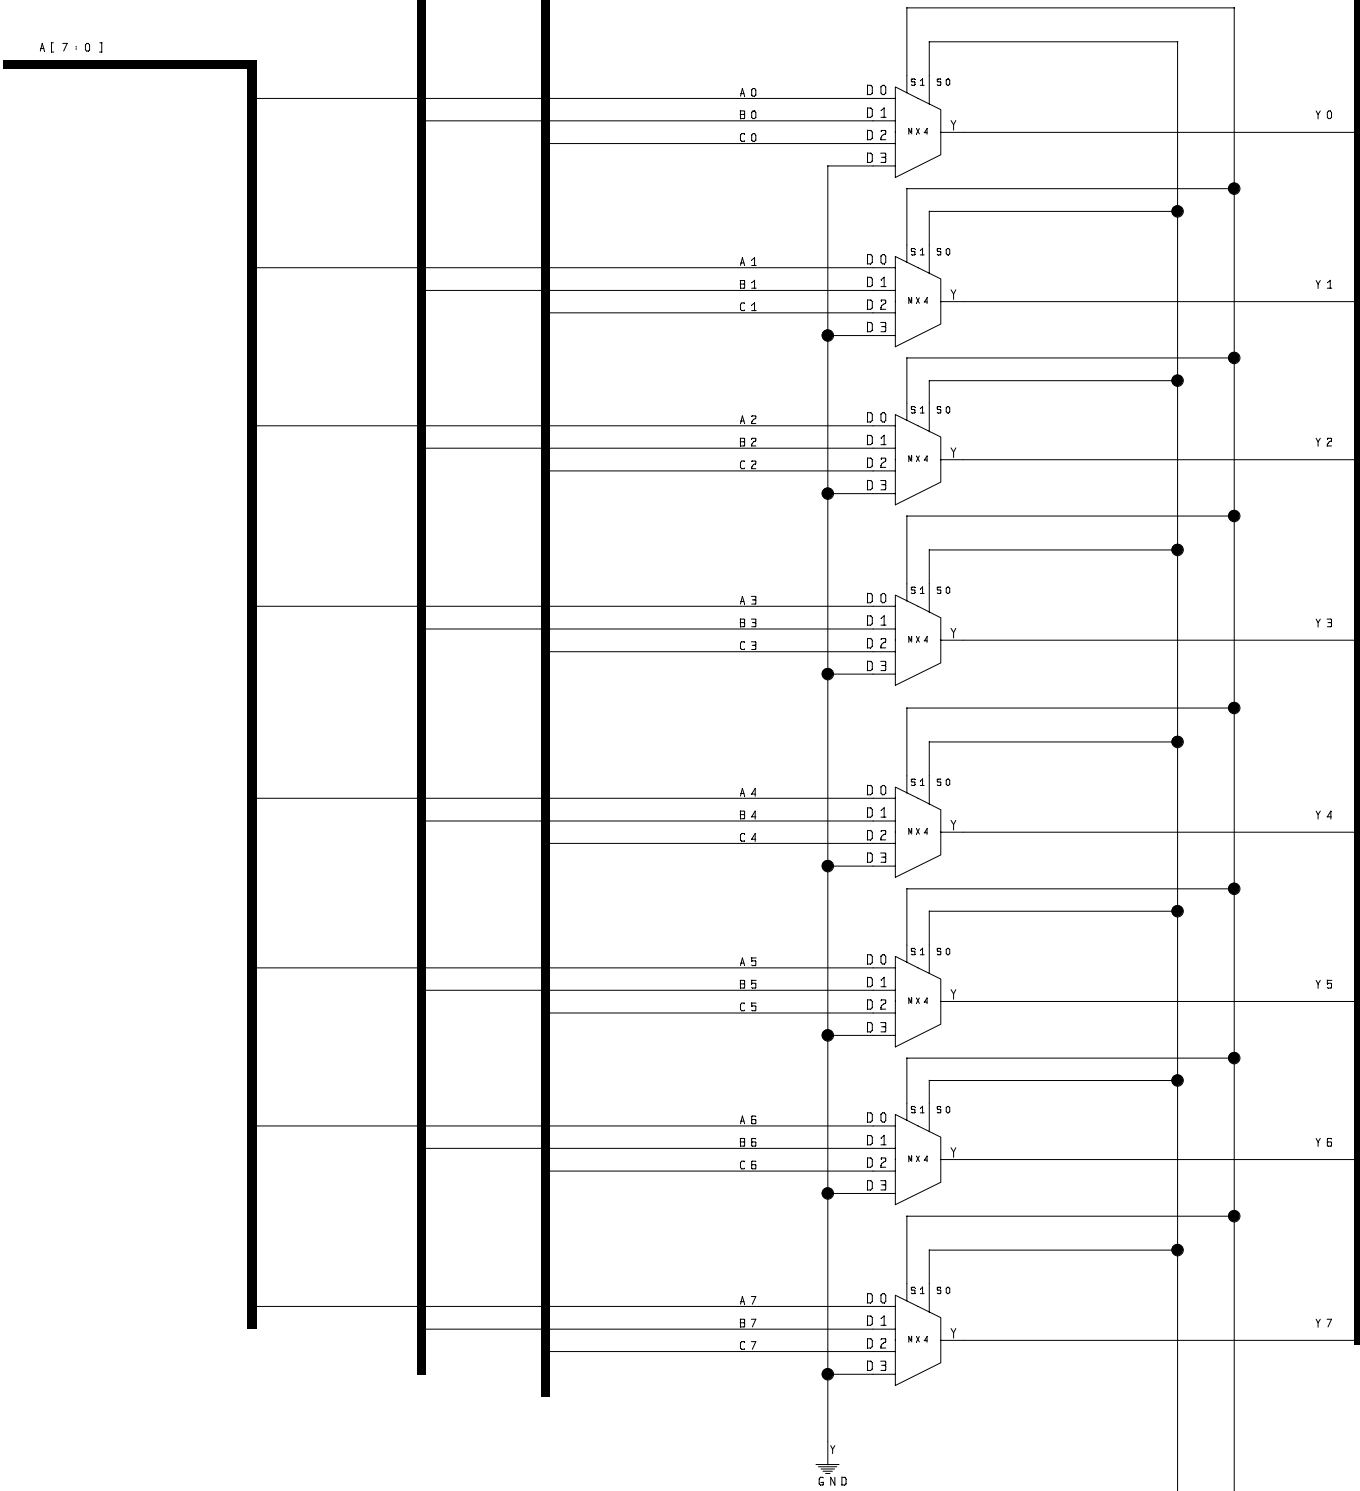 A[7:0]
S1 S0
A0 D0
B0 D1
C0 D2
D3
MX4 Y Y0
S1 S0
A1 D0
B1 D1
C1 D2
D3
MX4 Y Y1
S1 S0
A2 D0
B2 D1
C2 D2
D3
MX4 Y Y2
S1 S0
A3 D0
B3 D1
C3 D2
D3
MX4 Y Y3
S1 S0
A4 D0
B4 D1
C4 D2
D3
MX4 Y Y4
S1 S0
A5 D0
B5 D1
C5 D2
D3
MX4 Y Y5
S1 S0
A6 D0
B6 D1
C6 D2
D3
MX4 Y Y6
S1 S0
A7 D0
B7 D1
C7 D2
D3
MX4 Y Y7
Y
GND